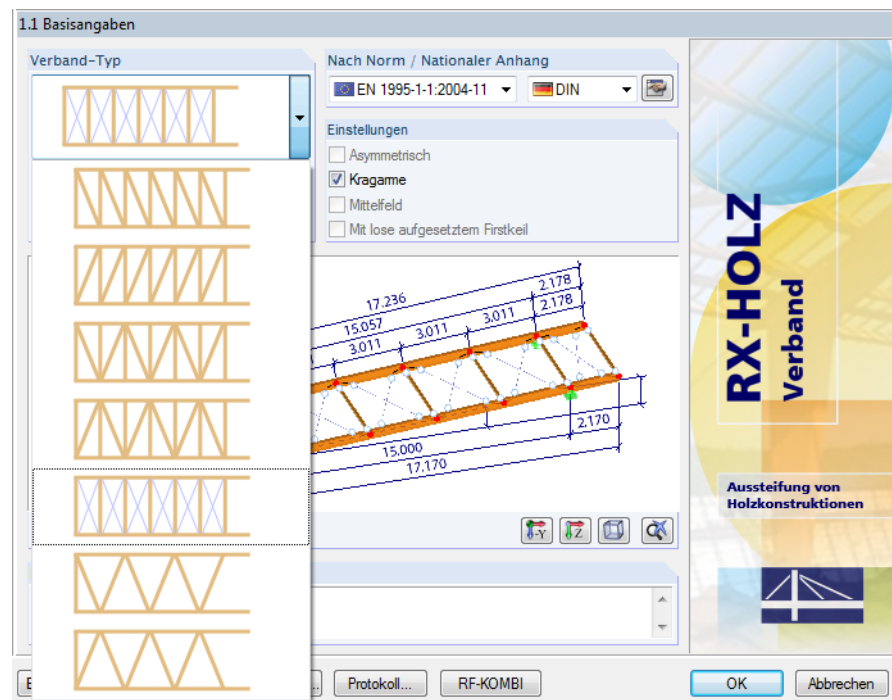 1.1 Basisangaben
Verband-Typ
Nach Norm / Nationaler Anhang
EN 1995-1-1:2004-11
DIN
Einstellungen
Asymmetrisch
Kragarme
Mittelfeld
Mit lose aufgesetztem Firstkeil
17.236
2.178
15.057
2.178
3.011
3.011
3.011
2.170
15.000
17.170
-Y
Z
RX-HOLZ
Verband
Aussteifung von
Holzkonstruktionen
Protokoll...
RF-KOMBI
OK
Abbrechen